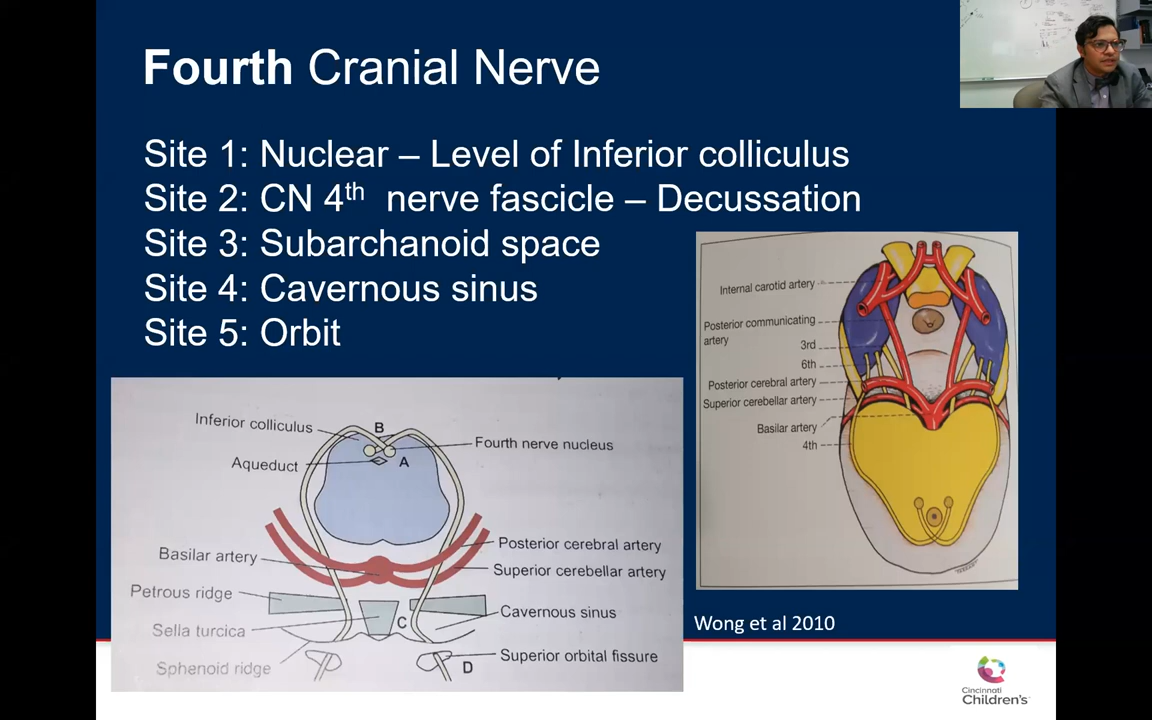 Fourth Cranial Nerve
Site 1: Nuclear – Level of Inferior colliculus
Site 2: CN 4th nerve fascicle – Decussation
Site 3: Subarchanoid space
Site 4: Cavernous sinus
Site 5: Orbit
Inferior colliculus
B
Fourth nerve nucleus
Aqueduct
A
Basilar artery
Posterior cerebral artery
Superior cerebellar artery
Petrous ridge
Cavernous sinus
C
Sella turcica
Superior orbital fissure
D
Sphenoid ridge
Internal carotid artery
Posterior communicating
artery
3rd
6th
Posterior cerebral artery
Superior cerebellar artery
Basilar artery
4th
Wong et al 2010
Cincinnati
Children's